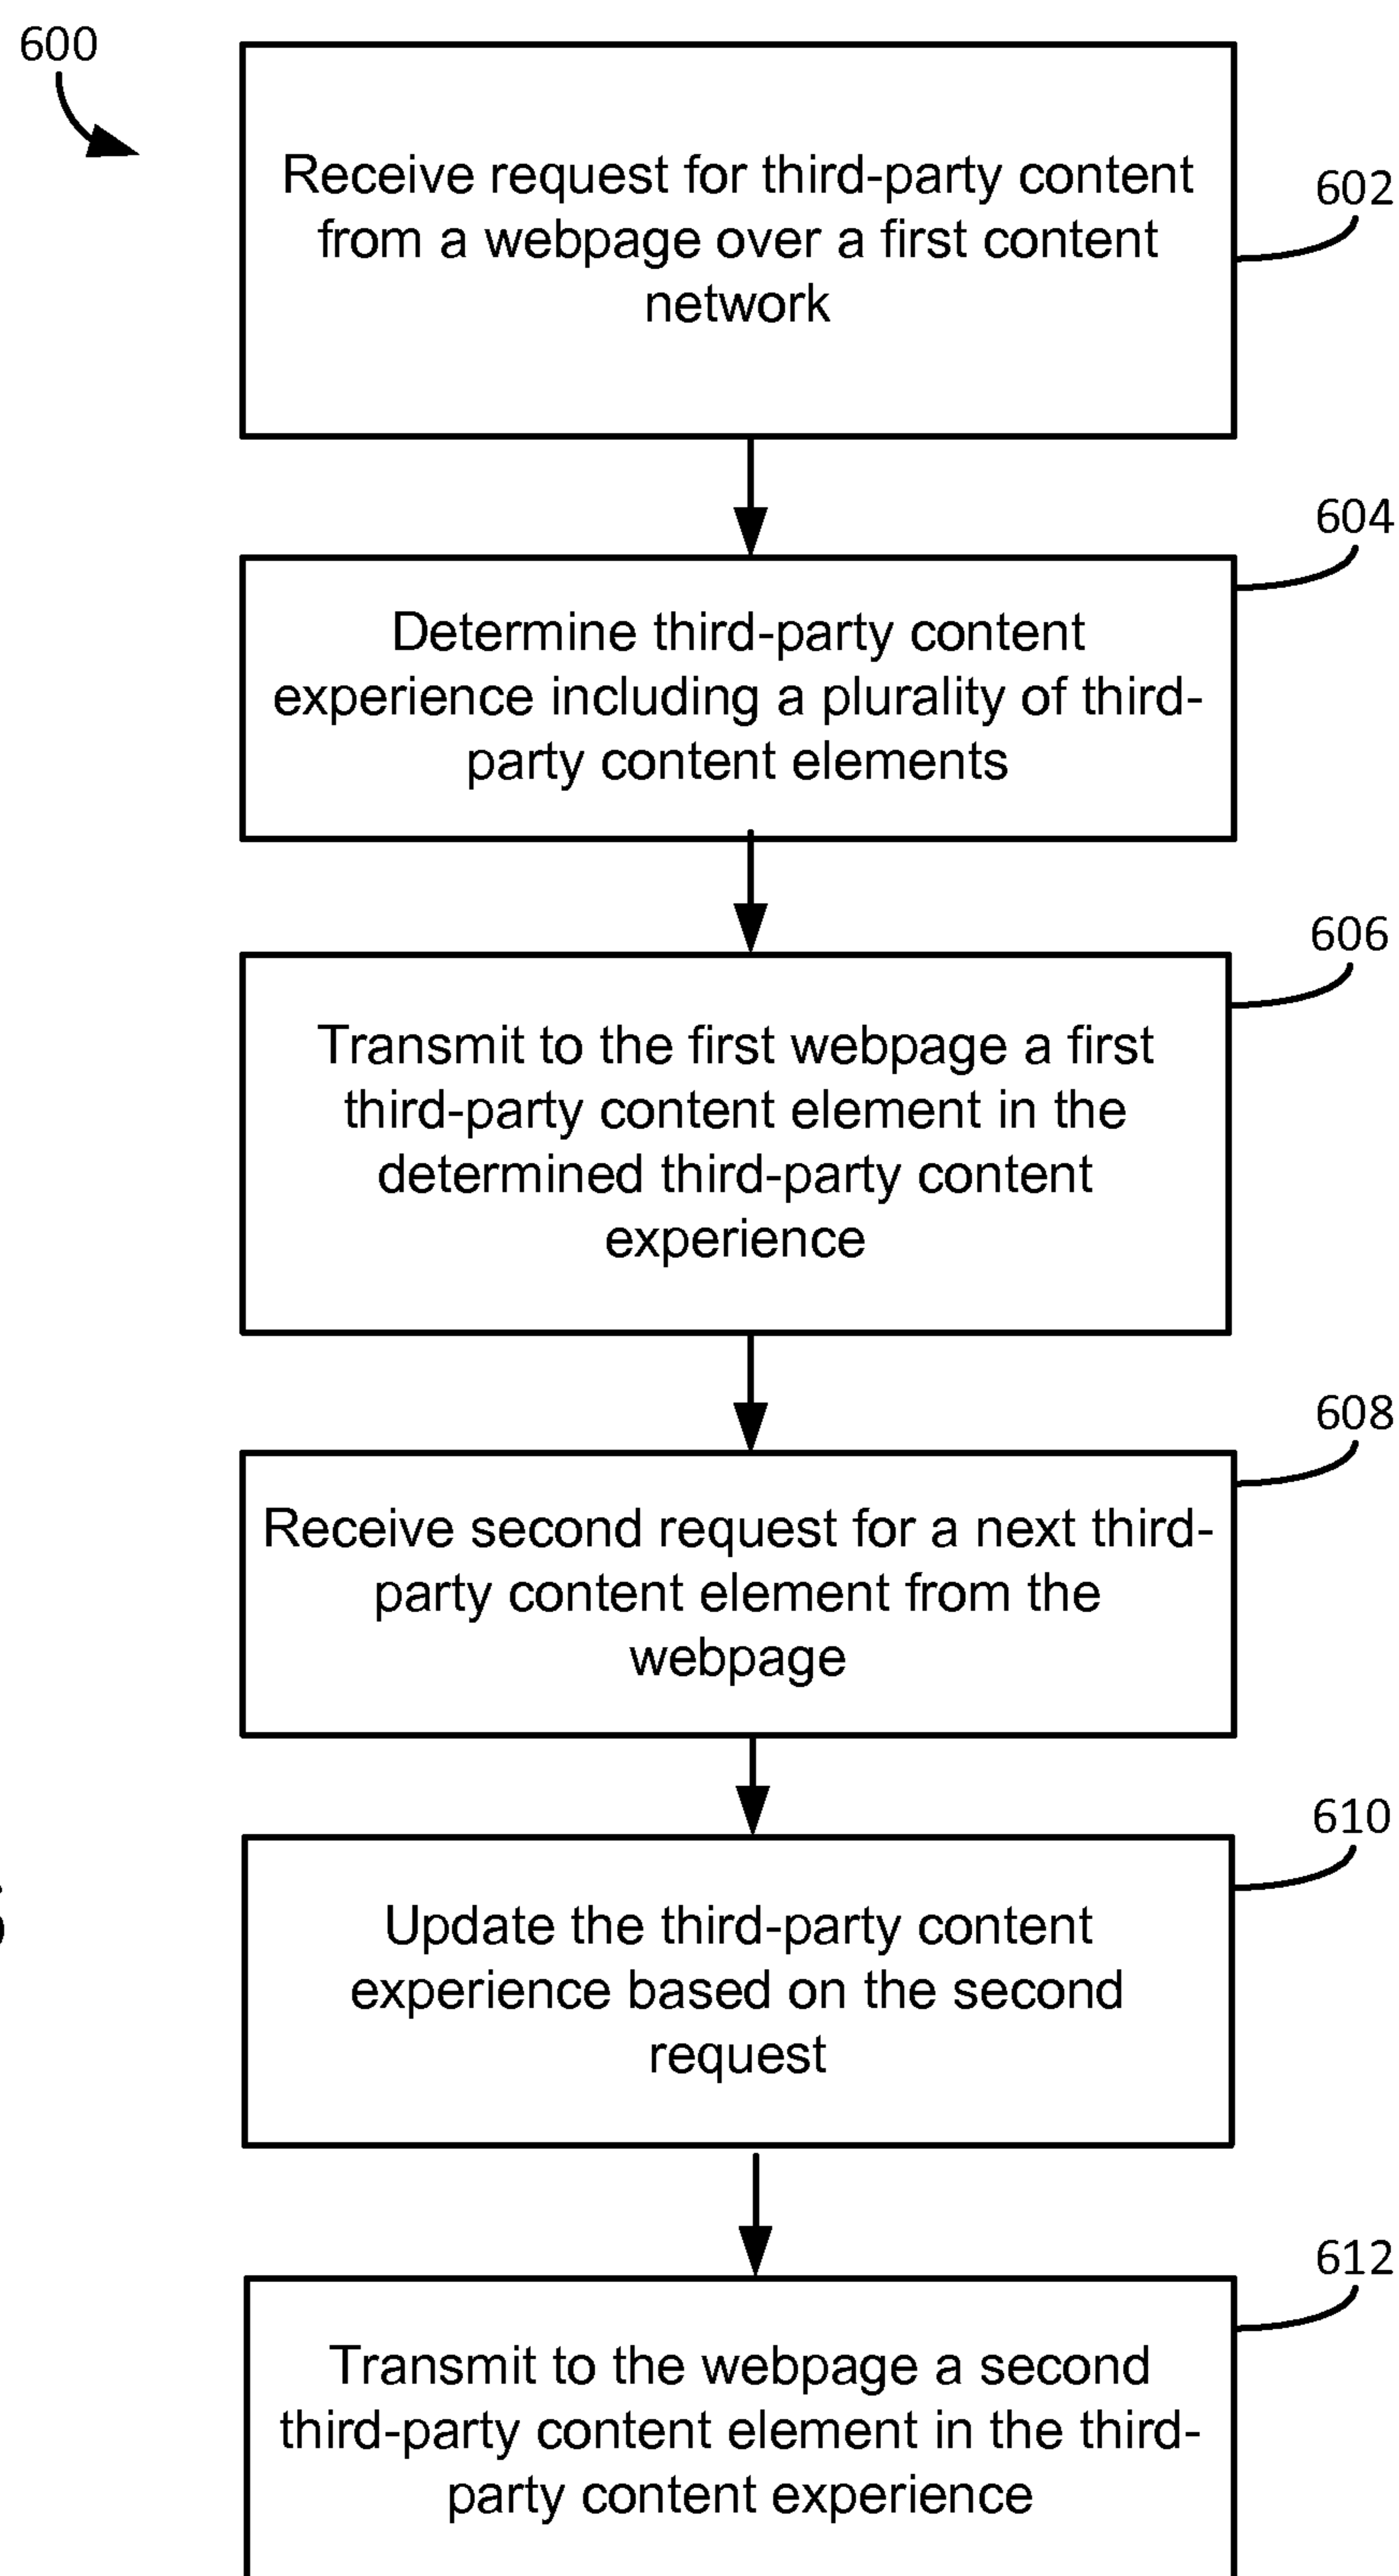 600
Receive request for third-party content
from a webpage over a first content
network
602
604
Determine third-party content
experience including a plurality of third-
party content elements
606
Transmit to the first webpage a first
third-party content element in the
determined third-party content
experience
608
Receive second request for a next third-
party content element from the
webpage
610
Update the third-party content
experience based on the second
request
612
Transmit to the webpage a second
third-party content element in the third-
party content experience